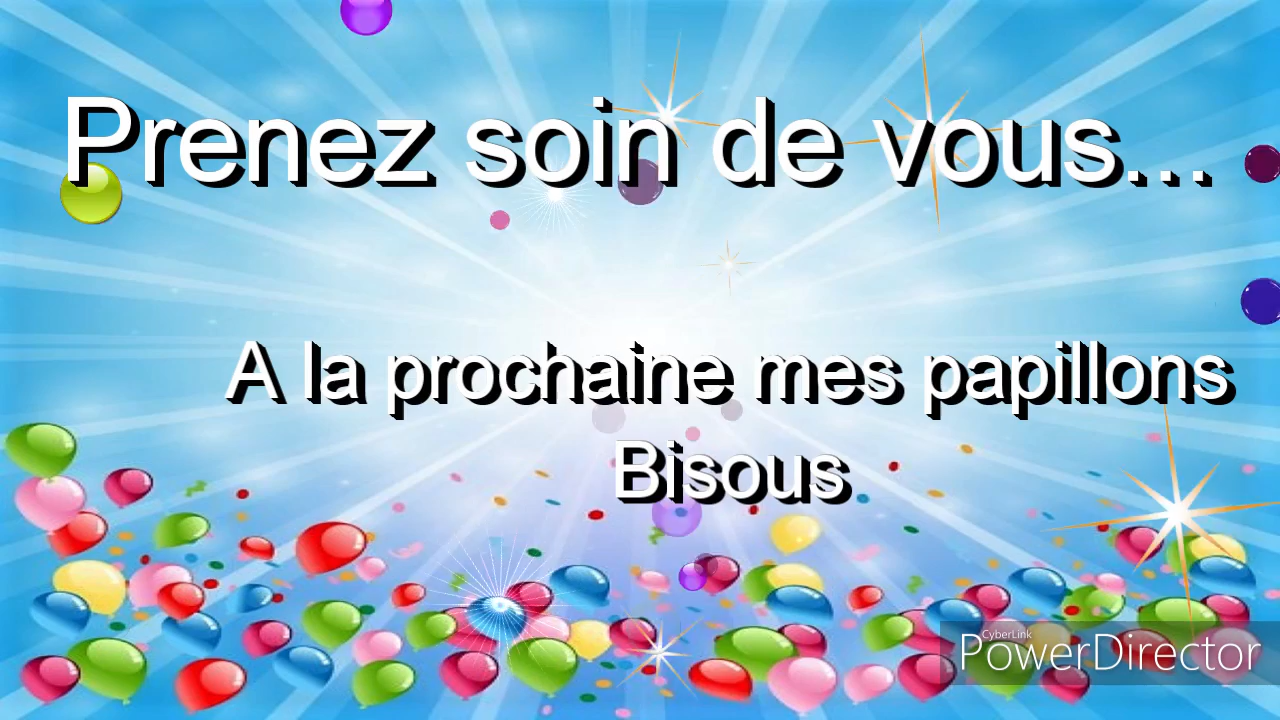 Prenez soin de vous...
A la prochaine mes papillons
Bisous
CyberLink
PowerDirector